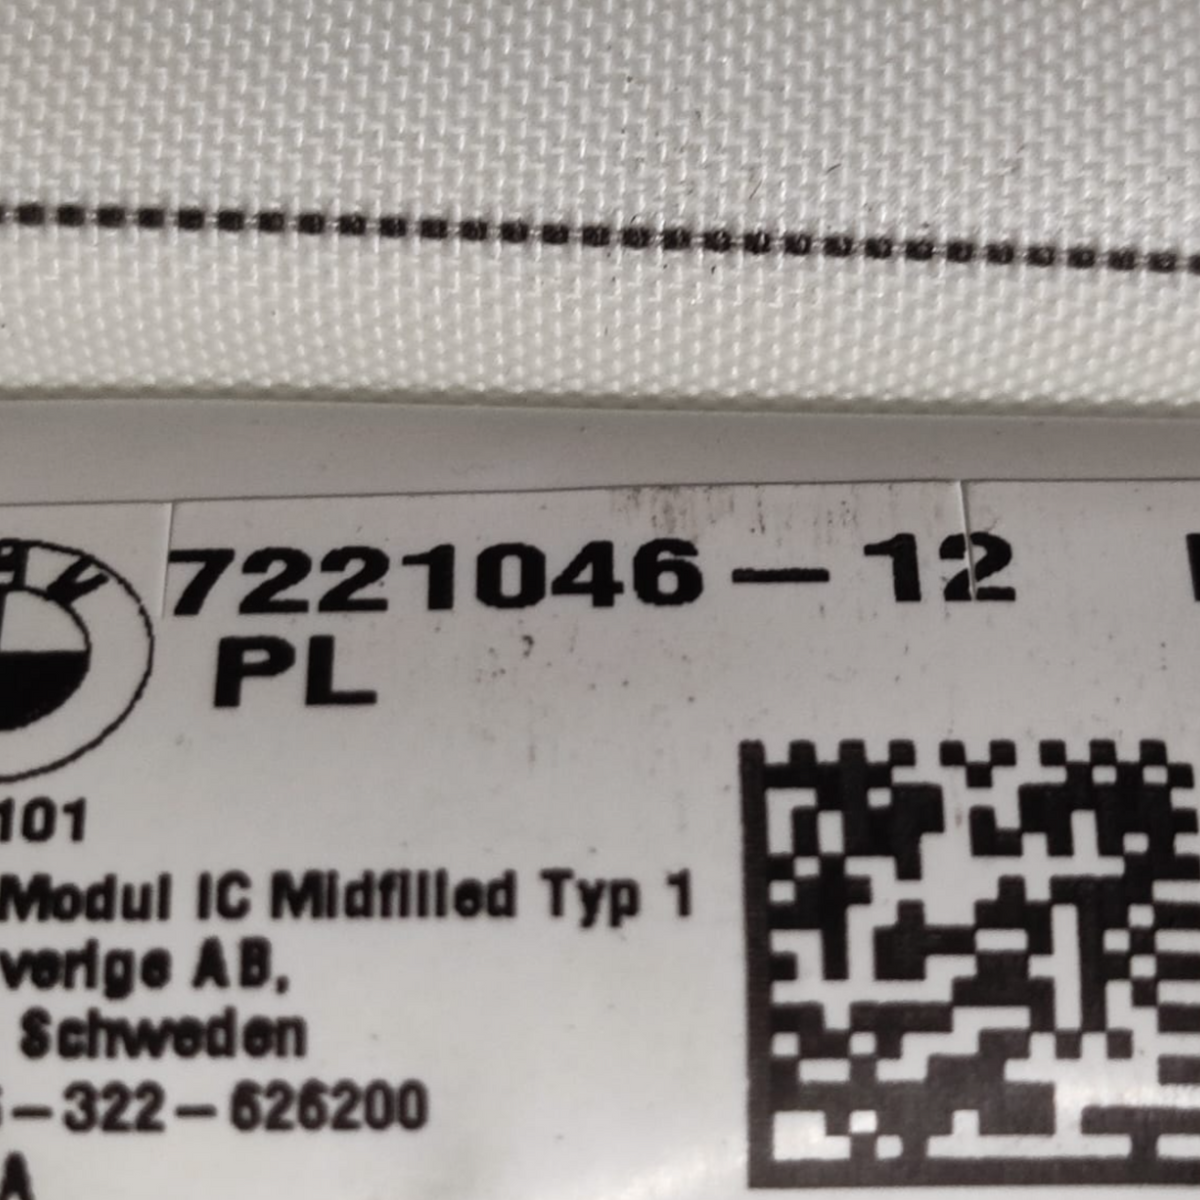 7221046-12
PL
101
Modul IC Midfilled Typ 1
verige AB,
Schweden
-322-626200
A